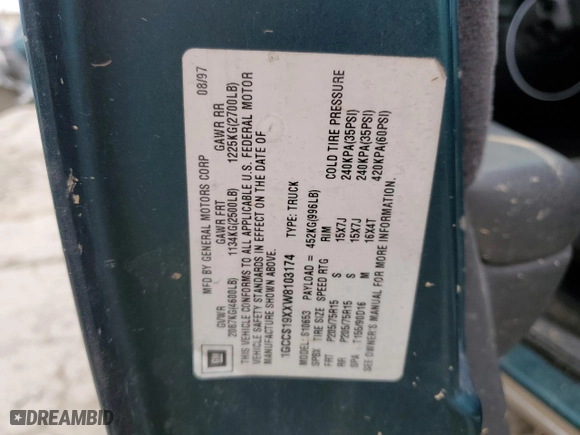 MFD BY GENERAL MOTORS CORP 08/97
GVWR GAWR FRT GAWR RR
2087KG(4600LB) 1134KG(2500LB) 1225KG(2700LB)
THIS VEHICLE CONFORMS TO ALL APPLICABLE U.S. FEDERAL MOTOR
VEHICLE SAFETY STANDARDS IN EFFECT ON THE DATE OF
MANUFACTURE SHOWN ABOVE.
1GCCS19XXW8103174 TYPE: TRUCK
MODEL: S10653 PAYLOAD = 452KG(996LB)
SPBX TIRE SIZE SPEED RTG RIM COLD TIRE PRESSURE
FRT P205/75R15 S 15X7J 240KPA(35PSI)
RR P205/75R15 S 15X7J 240KPA(35PSI)
SPA T155/90D16 M 16X4T 420KPA(60PSI)
SEE OWNER'S MANUAL FOR MORE INFORMATION.
GM
DREAMBID